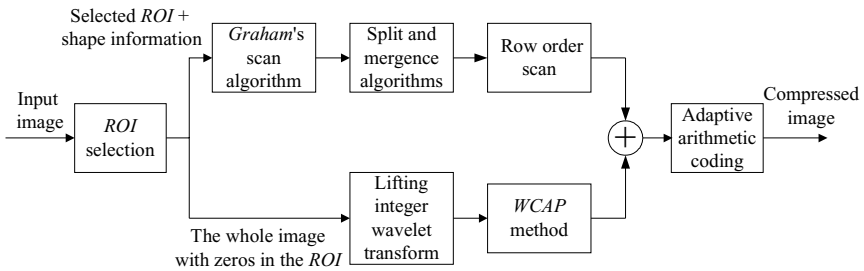 Selected ROI +
shape information
Graham's
scan
algorithm
Split and
mergence
algorithms
Row order
scan
Input
image
ROI
selection
+
Adaptive
arithmetic
coding
Compressed
image
The whole image
with zeros in the ROI
Lifting
integer
wavelet
transform
WCAP
method